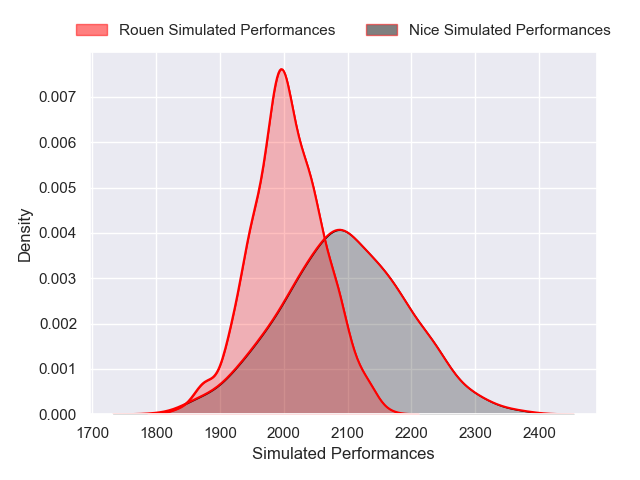 Rouen Simulated Performances
Nice Simulated Performances
0.007
0.006
0.005
0.004
0.003
0.002
0.001
0.000
Density
1700 1800 1900 2000 2100 2200 2300 2400
Simulated Performances